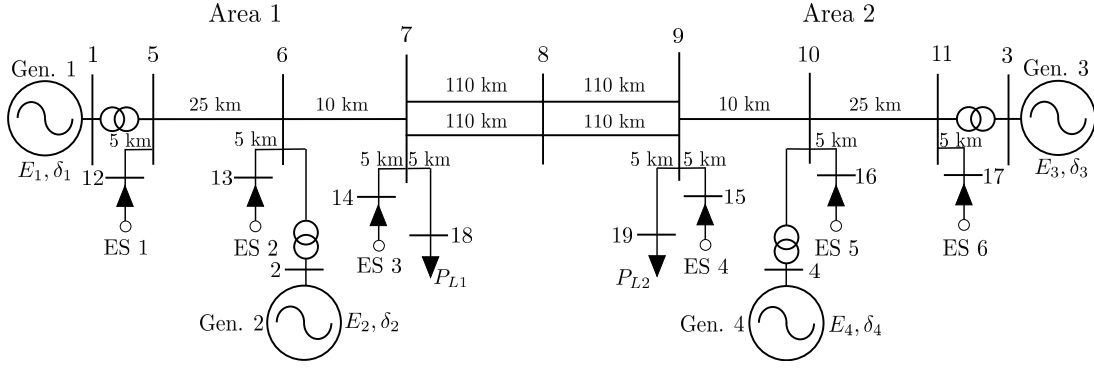 Area 1
Area 2
7
9
1
5
6
8
10
11
3
Gen. 1
Gen. 3
110 km
110 km
25 km
10 km
10 km
25 km
110 km
110 km
5 km
5 km
5 km
5 km
5 km
5 km
5 km
5 km
E₁, δ₁
E₃, δ₃
12
13
14
15
16
17
ES 1
ES 2
ES 3
18
19
ES 4
ES 5
ES 6
2
P_{L1}
P_{L2}
4
Gen. 2
E₂, δ₂
Gen. 4
E₄, δ₄